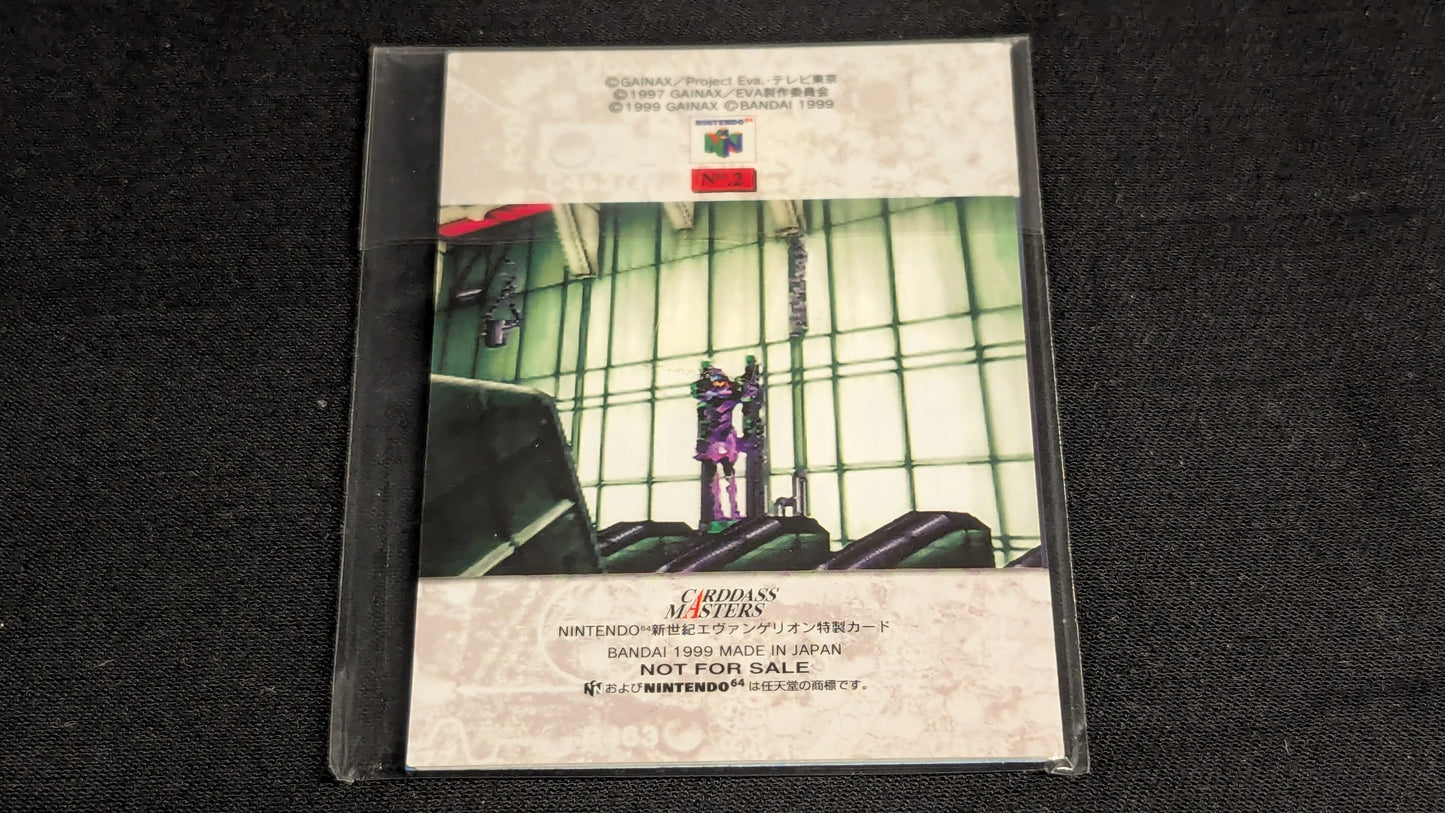 ©GAINAX／Project Eva.・テレビ東京
©1997 GAINAX／EVA製作委員会
©1999 GAINAX ©BANDAI 1999
NINTENDO64
No.2
CARDDASS
MASTERS
NINTENDO64新世紀エヴァンゲリオン特製カード
BANDAI 1999 MADE IN JAPAN
NOT FOR SALE
およびNINTENDO64は任天堂の商標です。